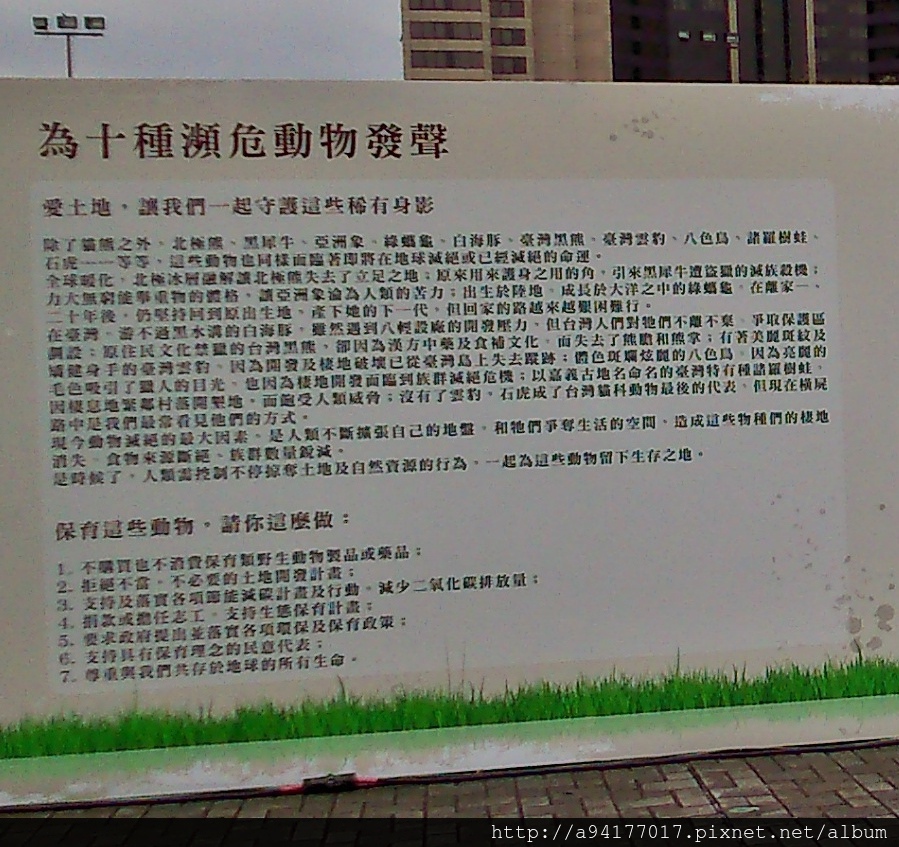 為十種瀕危動物發聲
愛土地，讓我們一起守護這些稀有身影
除了貓熊之外，北極熊、黑犀牛、亞洲象、綠蠵龜、白海豚、臺灣黑熊、臺灣雲豹、八色鳥、諸羅樹蛙、
石虎……等等，這些動物也同樣面臨著即將在地球滅絕或已經滅絕的命運。
全球暖化，北極冰層融解讓北極熊失去了立足之地；原來用來護身之用的角，引來黑犀牛遭盜獵的滅族殺機；
力大無窮能舉重物的體格，讓亞洲象淪為人類的苦力；出生於陸地，成長於大洋之中的綠蠵龜，在離家一、
二十年後，仍堅持回到原出生地，產下她的下一代，但回家的路越來越艱困難行。
在臺灣，游不過黑水溝的白海豚，雖然遇到八輕設廠的開發壓力，但台灣人們對牠們不離不棄，爭取保護區
劃設；原住民文化禁獵的台灣黑熊，卻因為漢方中藥及食補文化，而失去了熊膽和熊掌；有著美麗斑紋及
矯健身手的臺灣雲豹，因為開發及棲地破壞已從臺灣島上失去蹤跡；體色斑斕炫麗的八色鳥，因為亮麗的
毛色吸引了獵人的目光，也因為棲地開發面臨到族群滅絕危機；以嘉義古地名命名的臺灣特有種諸羅樹蛙，
因棲息地緊鄰村落開墾地，而飽受人類威脅；沒有了雲豹，石虎成了台灣貓科動物最後的代表，但現在橫屍
路中是我們最常看見他們的方式。
現今動物滅絕的最大因素，是人類不斷擴張自己的地盤，和牠們爭奪生活的空間，造成這些物種們的棲地
消失、食物來源斷絕、族群數量銳減。
是時候了，人類需控制不停掠奪土地及自然資源的行為，一起為這些動物留下生存之地。
保育這些動物，請你這麼做：
1. 不購買也不消費保育類野生動物製品或藥品；
2. 拒絕不當、不必要的土地開發計畫；
3. 支持及落實各項節能減碳計畫及行動，減少二氧化碳排放量；
4. 捐款或擔任志工，支持生態保育計畫；
5. 要求政府提出並落實各項環保及保育政策；
6. 支持具有保育理念的民意代表；
7. 尊重與我們共存於地球的所有生命。
http://a94177017.pixnet.net/album